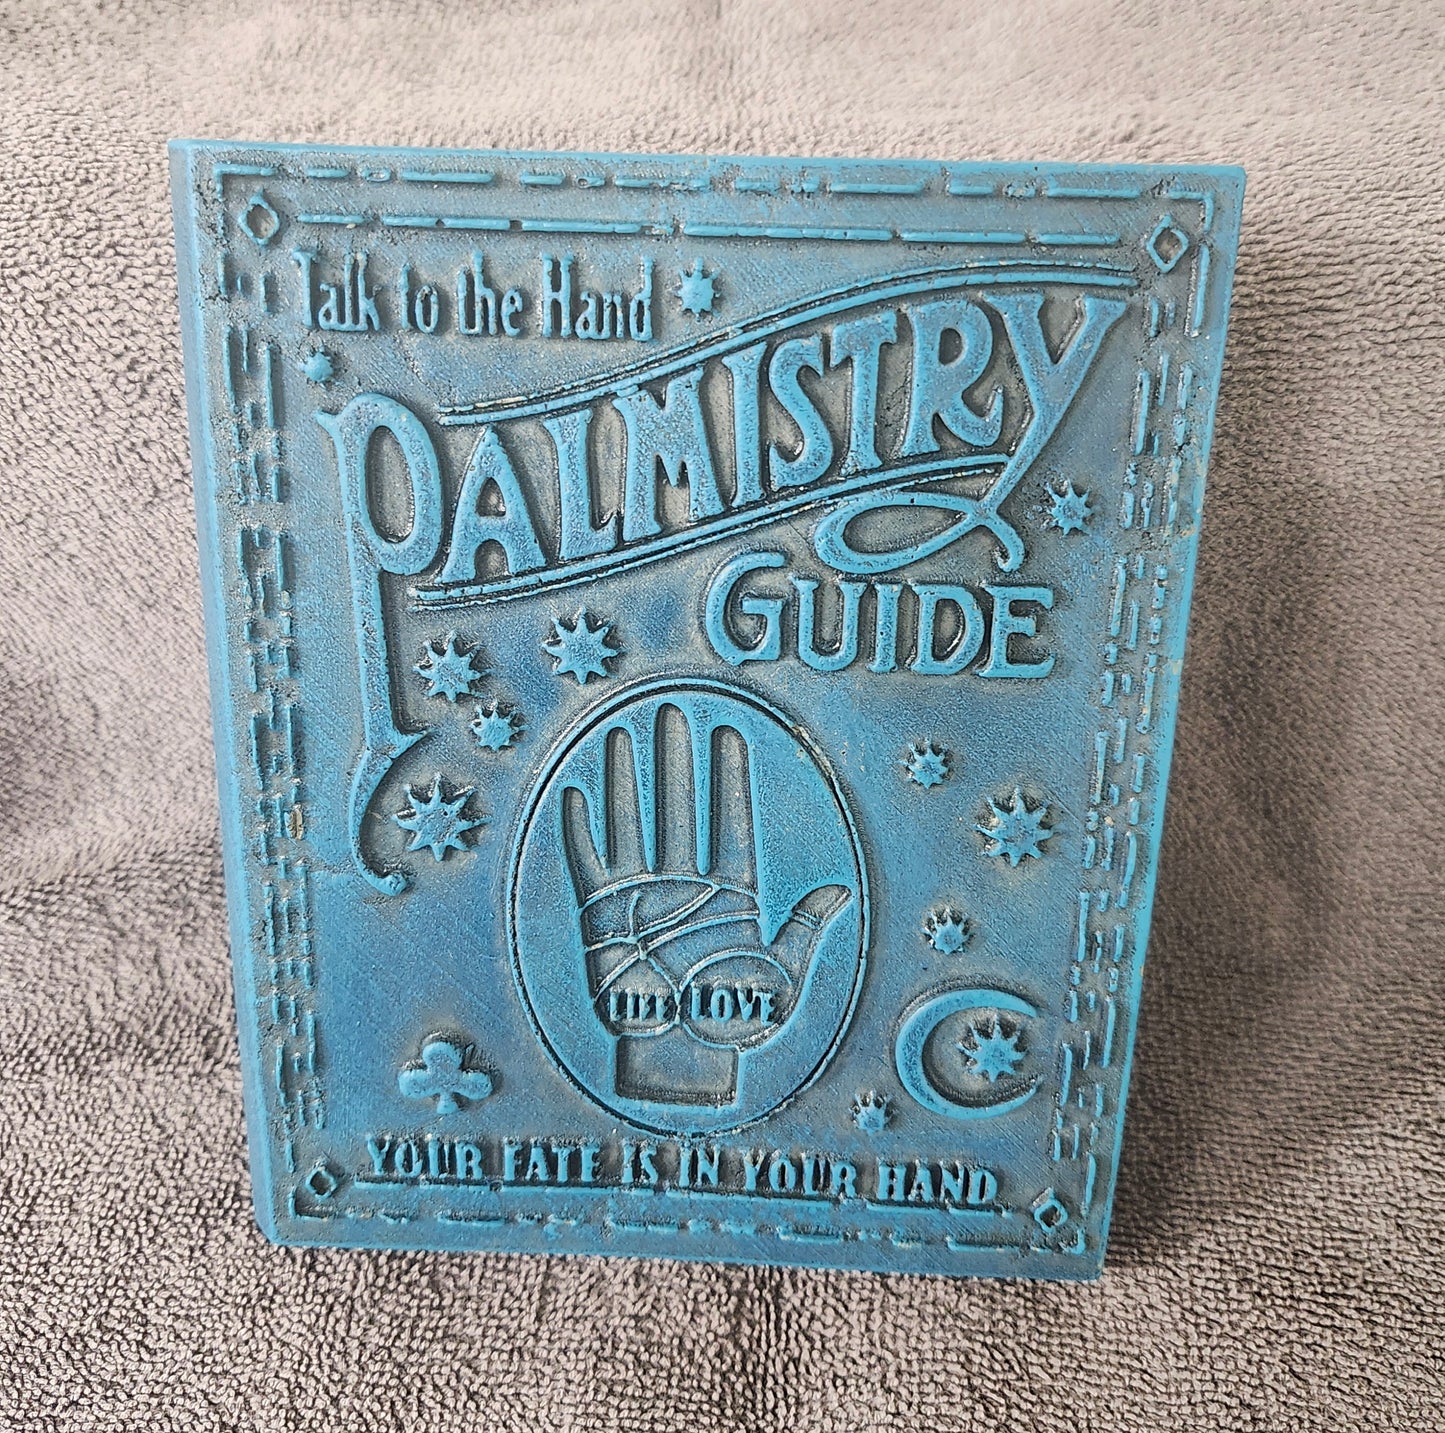 Talk to the Hand
PALMISTRY
GUIDE
LIFE LOVE
YOUR FATE IS IN YOUR HAND